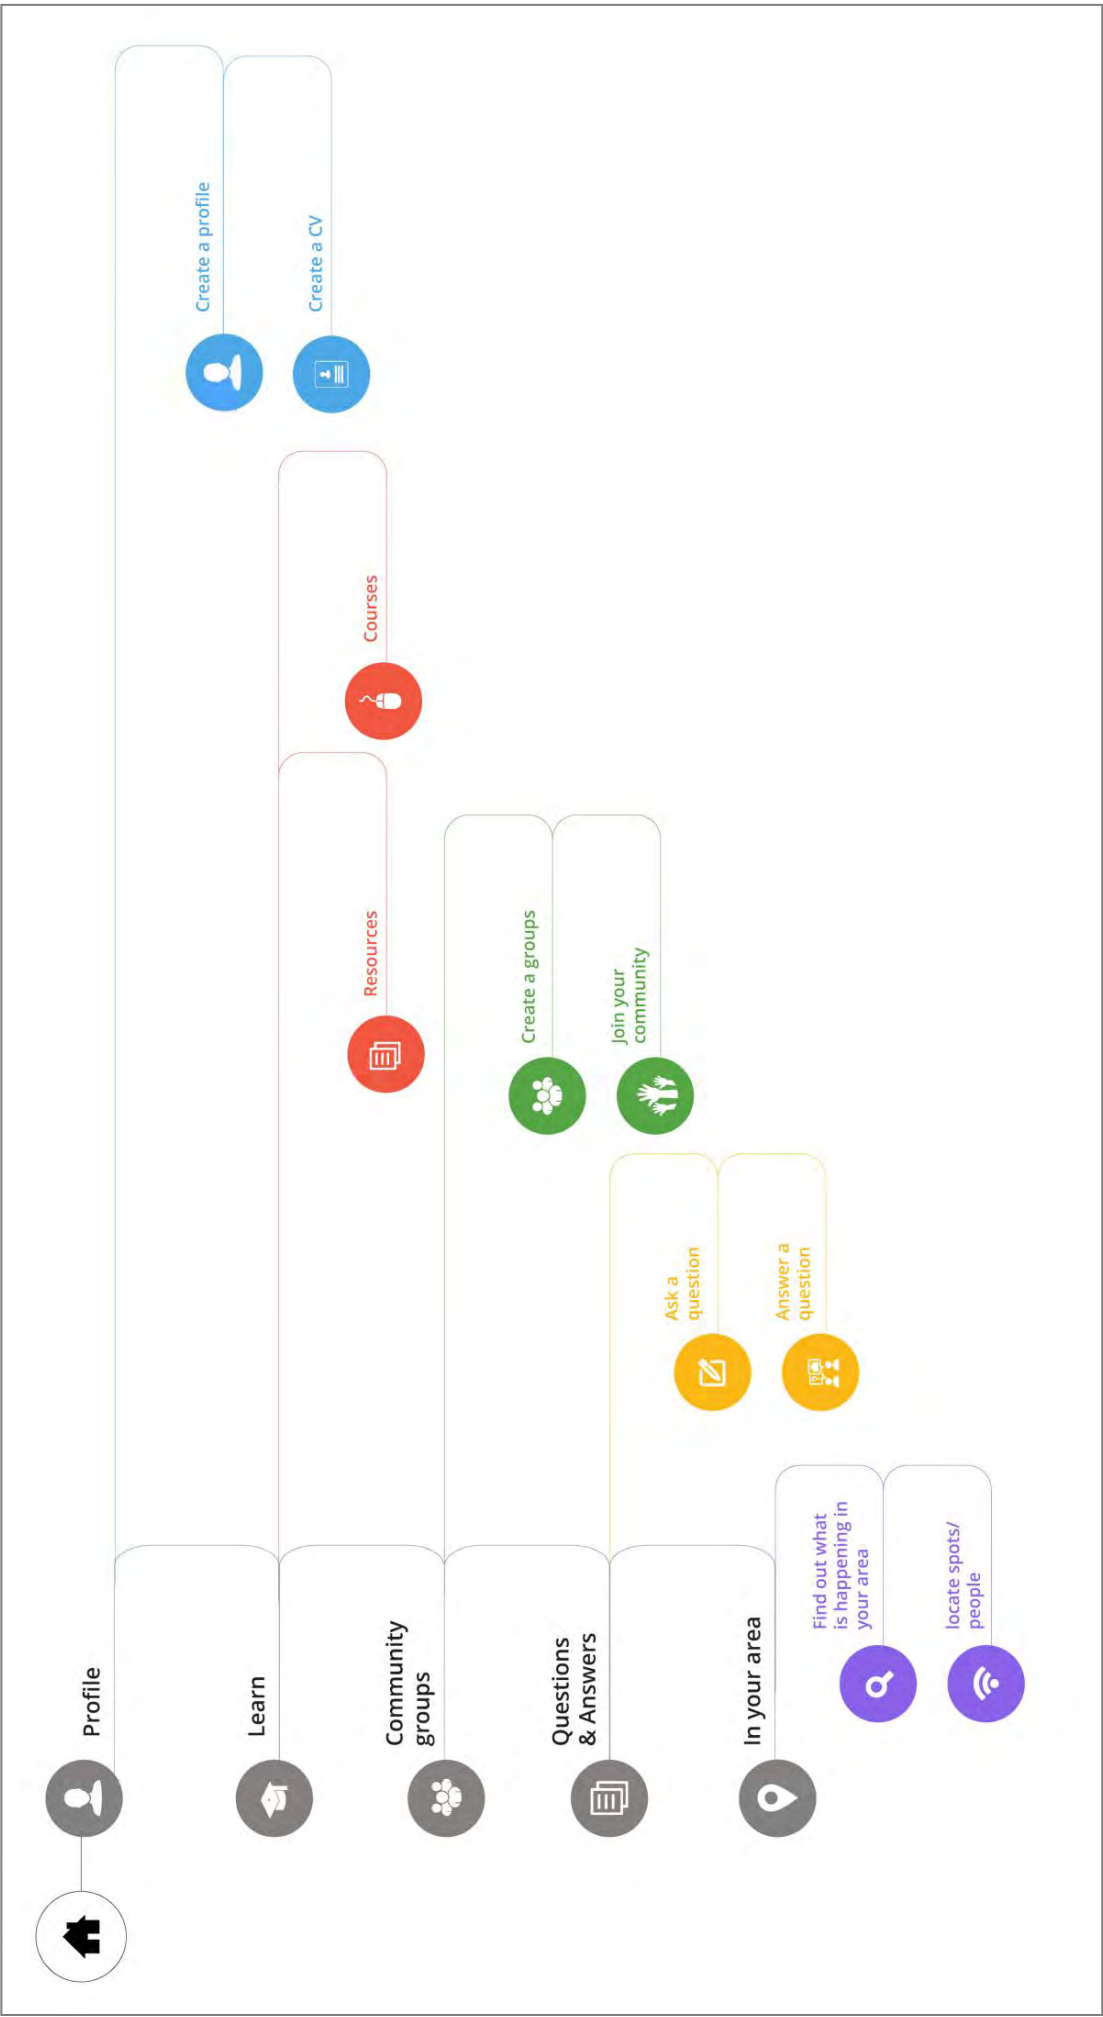 Profile
Learn
Community
groups
Questions
& Answers
In your area
Create a profile
Create a CV
Courses
Resources
Create a groups
Join your
community
Ask a
question
Answer a
question
Find out what
is happening in
your area
locate spots/
people